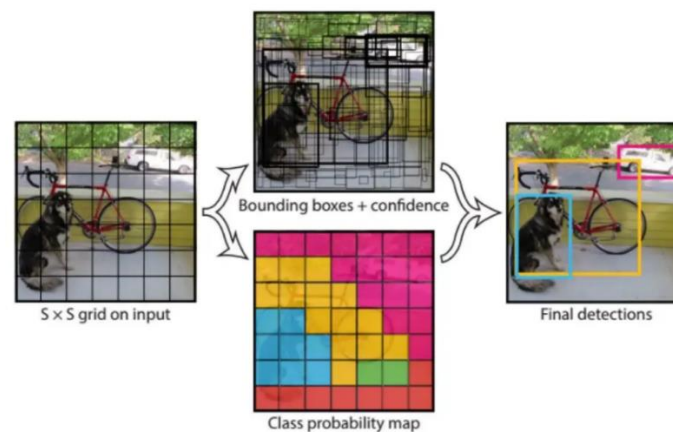 Bounding boxes + confidence
S × S grid on input
Final detections
Class probability map